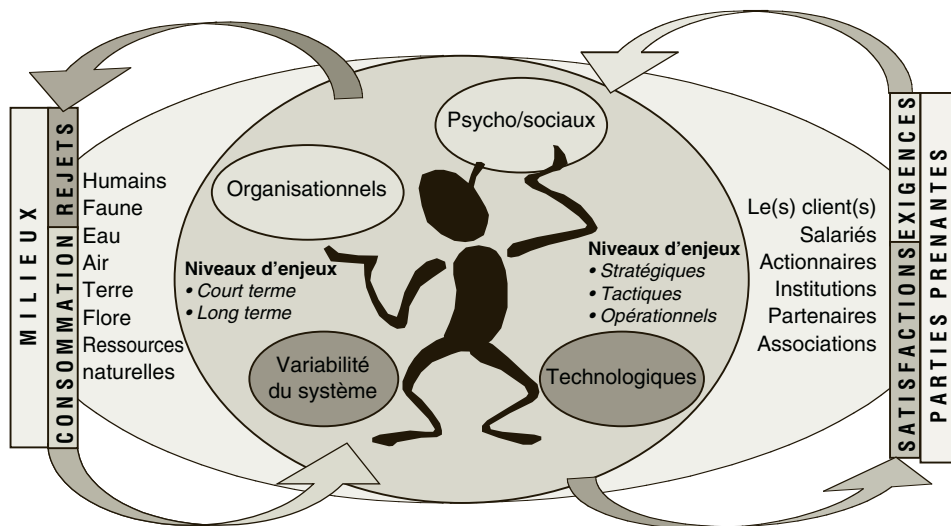 MILIEUX
REJETS
CONSOMMATION
Humains
Faune
Eau
Air
Terre
Flore
Ressources
naturelles
Organisationnels
Psycho/sociaux
Niveaux d’enjeu
• Court terme
• Long terme
Niveaux d’enjeu
• Stratégiques
• Tactiques
• Opérationnels
Variabilité
du système
Technologiques
Le(s) client(s)
Salariés
Actionnaires
Institutions
Partenaires
Associations
EXIGENCES
SATISFACTIONS
PARTIES PRENANTES